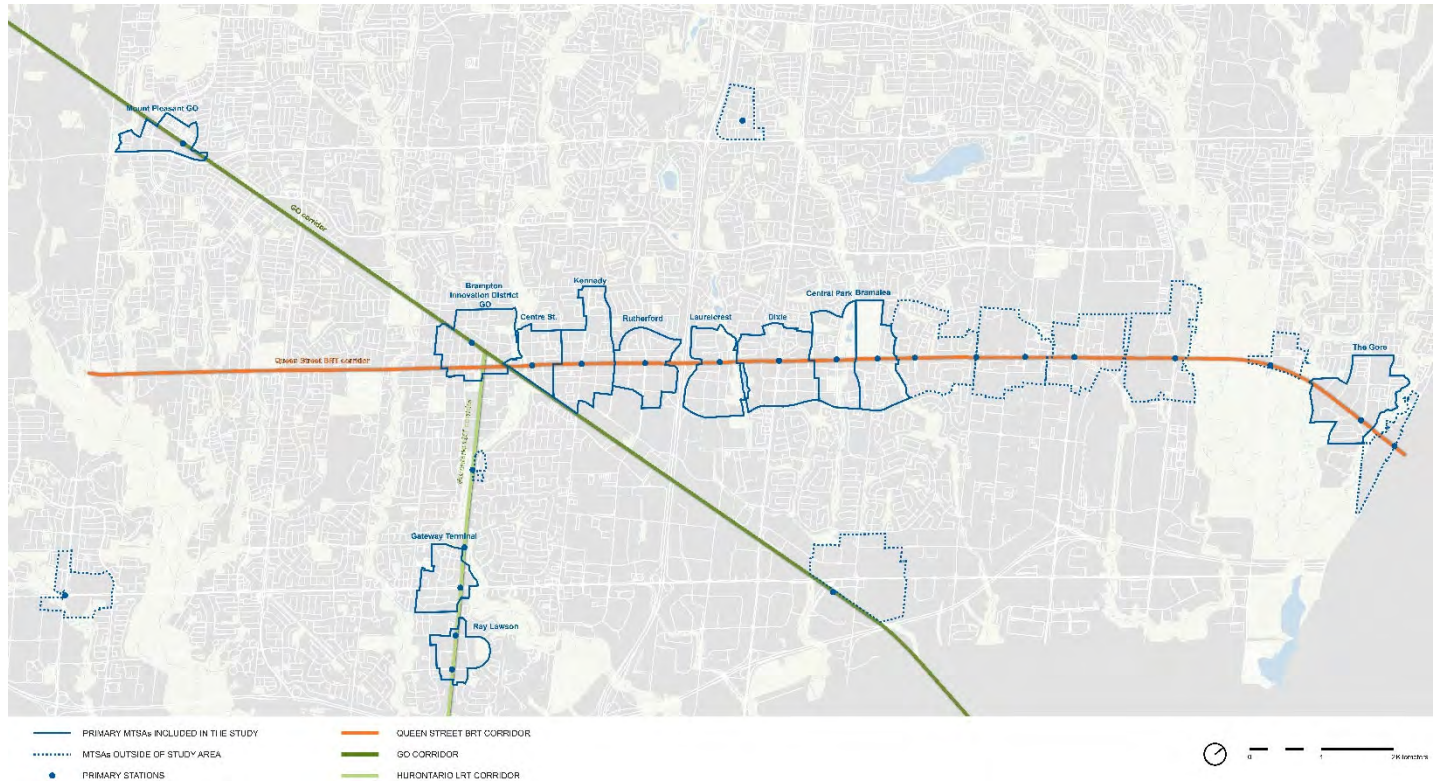 Mount Pleasant GO
GO corridor
Brampton
Innovation District
GO
Centre St.
Kennedy
Rutherford
Laurelcrest
Dixie
Central Park
Bramalea
The Gore
Queen Street BRT corridor
Gateway Terminal
Ray Lawson
PRIMARY MTSAs INCLUDED IN THE STUDY
MTSAs OUTSIDE OF STUDY AREA
PRIMARY STATIONS
QUEEN STREET BRT CORRIDOR
GO CORRIDOR
HURONTARIO LRT CORRIDOR
0 1 2Kilometers